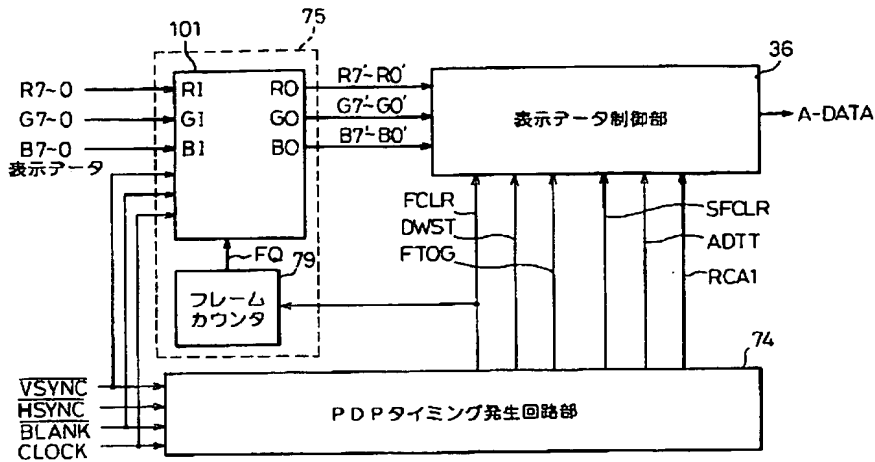 75
101
36
R7~0
RI
RO
R7'~R0'
G7~0
GI
GO
G7'~G0'
表示データ制御部
A-DATA
B7~0
BI
BO
B7'~B0'
表示データ
FCLR
SFCLR
DWST
ADTT
FTOG
RCA1
FQ
79
フレーム
カウンタ
74
VSYNC
HSYNC
PDPタイミング発生回路部
BLANK
CLOCK